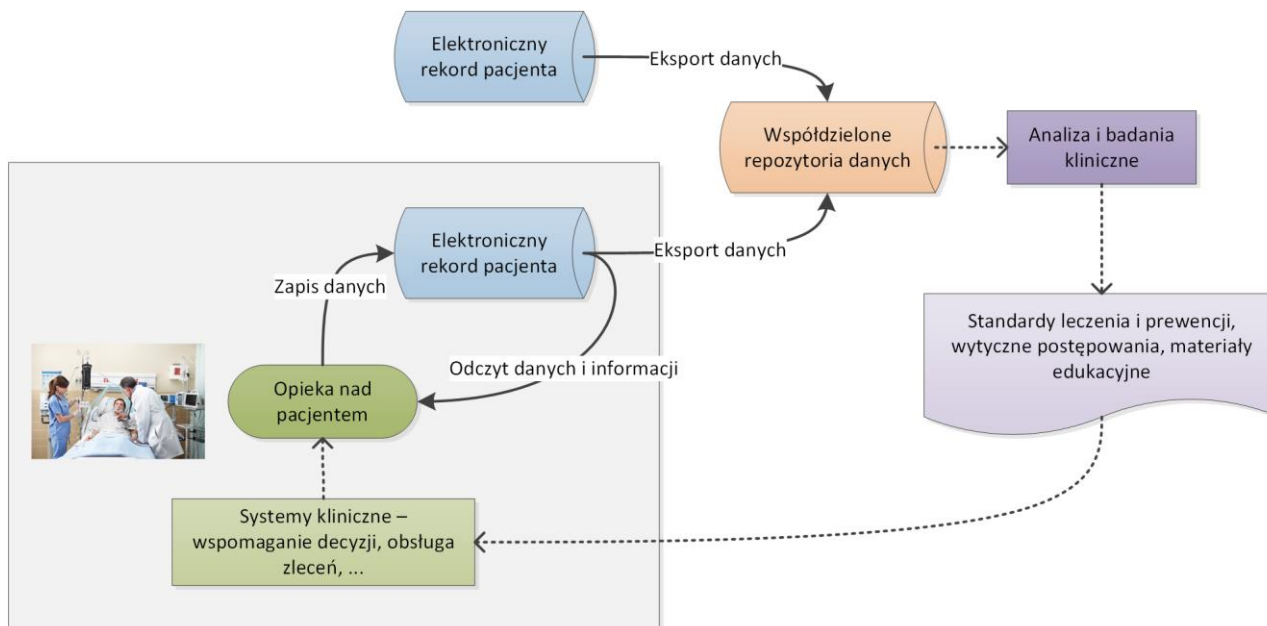 Elektroniczny
rekord pacjenta
Eksport danych
Współdzielone
repozytoria danych
Analiza i badania
kliniczne
Elektroniczny
rekord pacjenta
Eksport danych
Zapis danych
Standardy leczenia i prewencji,
wytyczne postępowania, materiały
edukacyjne
Odczyt danych i informacji
Opieka nad
pacjentem
Systemy kliniczne –
wspomaganie decyzji, obsługa
zleceń, ...